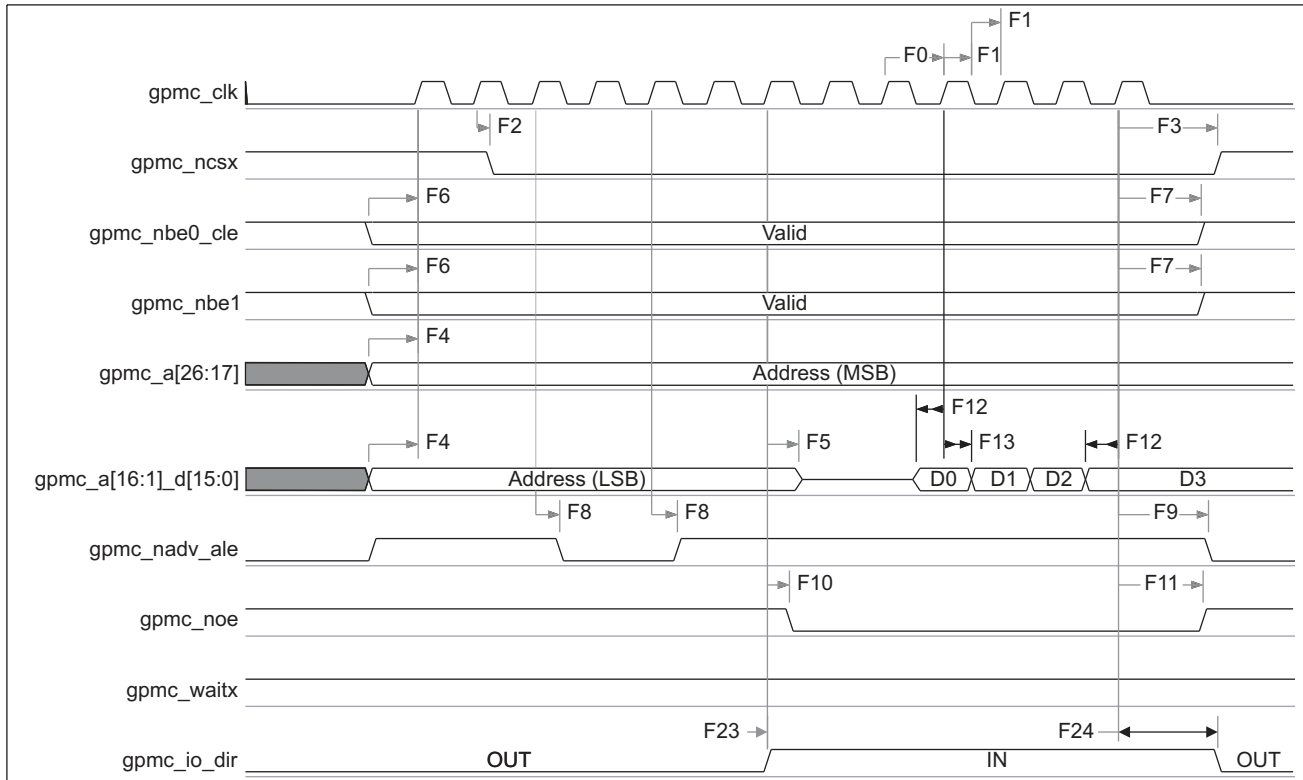 F1
F0 F1
gpmc_clk
F2 F3
gpmc_ncsx
F6 F7
gpmc_nbe0_cle Valid
F6 F7
gpmc_nbe1 Valid
F4
gpmc_a[26:17] Address (MSB)
F12
F4 F5 F13 F12
gpmc_a[16:1]_d[15:0] Address (LSB) D0 D1 D2 D3
F8 F8 F9
gpmc_nadv_ale
F10 F11
gpmc_noe
gpmc_waitx
F23 F24
gpmc_io_dir OUT IN OUT